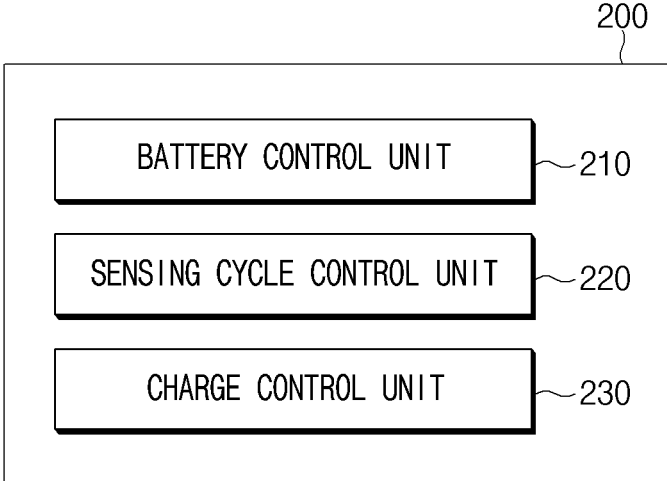 200
BATTERY CONTROL UNIT 210
SENSING CYCLE CONTROL UNIT 220
CHARGE CONTROL UNIT 230